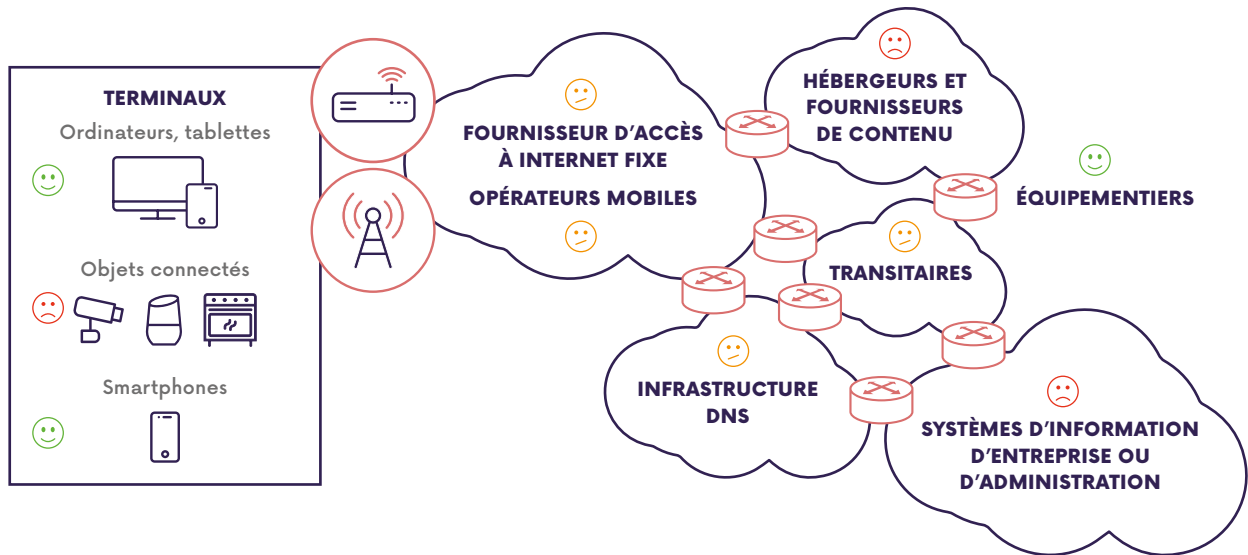 TERMINAUX
Ordinateurs, tablettes
Objets connectés
Smartphones
FOURNISSEUR D’ACCÈS
À INTERNET FIXE
OPÉRATEURS MOBILES
HÉBERGEURS ET
FOURNISSEURS
DE CONTENU
ÉQUIPEMENTIERS
TRANSITAIRES
INFRASTRUCTURE
DNS
SYSTÈMES D’INFORMATION
D’ENTREPRISE OU
D’ADMINISTRATION